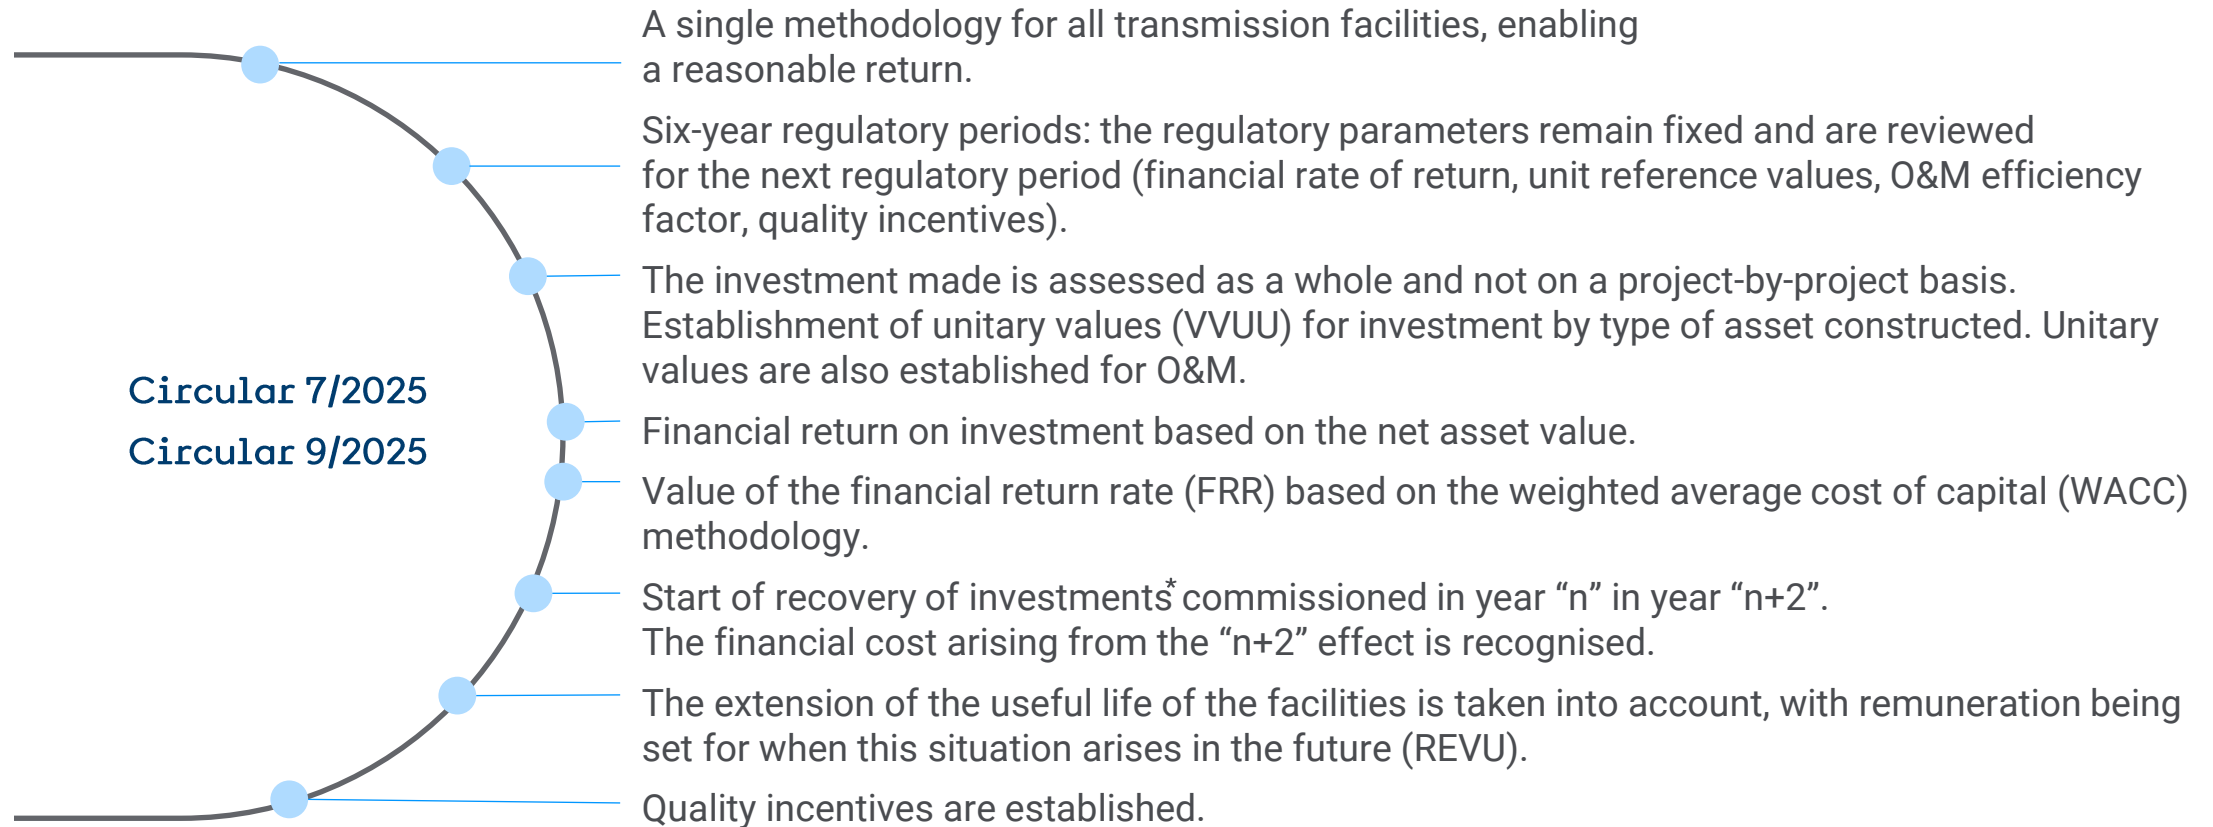 A single methodology for all transmission facilities, enabling
a reasonable return.
Six-year regulatory periods: the regulatory parameters remain fixed and are reviewed
for the next regulatory period (financial rate of return, unit reference values, O&M efficiency
factor, quality incentives).
The investment made is assessed as a whole and not on a project-by-project basis.
Establishment of unitary values (VVUU) for investment by type of asset constructed. Unitary
values are also established for O&M.
Circular 7/2025
Circular 9/2025
Financial return on investment based on the net asset value.
Value of the financial return rate (FRR) based on the weighted average cost of capital (WACC)
methodology.
Start of recovery of investments* commissioned in year “n” in year “n+2”.
The financial cost arising from the “n+2” effect is recognised.
The extension of the useful life of the facilities is taken into account, with remuneration being
set for when this situation arises in the future (REVU).
Quality incentives are established.